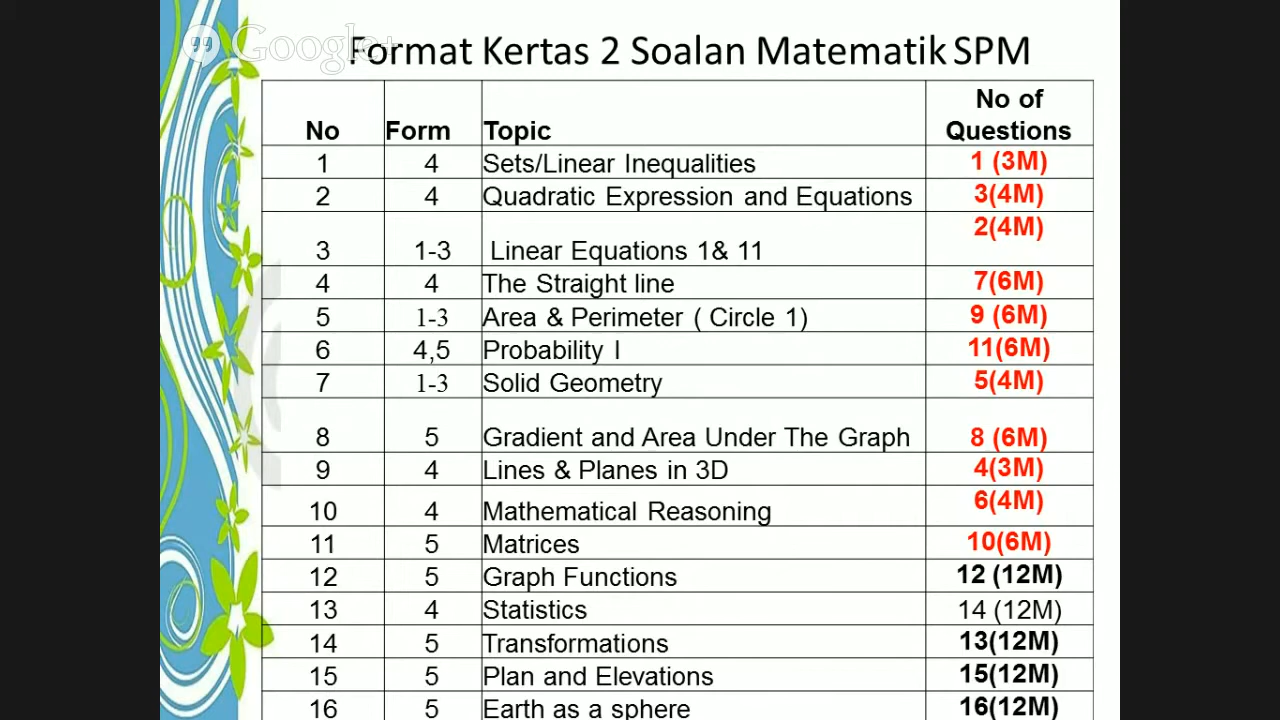 Google+
Format Kertas 2 Soalan Matematik SPM
No Form Topic No of Questions
1 4 Sets/Linear Inequalities 1 (3M)
2 4 Quadratic Expression and Equations 3(4M)
3 1-3 Linear Equations 1& 11 2(4M)
4 4 The Straight line 7(6M)
5 1-3 Area & Perimeter ( Circle 1) 9 (6M)
6 4,5 Probability I 11(6M)
7 1-3 Solid Geometry 5(4M)
8 5 Gradient and Area Under The Graph 8 (6M)
9 4 Lines & Planes in 3D 4(3M)
10 4 Mathematical Reasoning 6(4M)
11 5 Matrices 10(6M)
12 5 Graph Functions 12 (12M)
13 4 Statistics 14 (12M)
14 5 Transformations 13(12M)
15 5 Plan and Elevations 15(12M)
16 5 Earth as a sphere 16(12M)